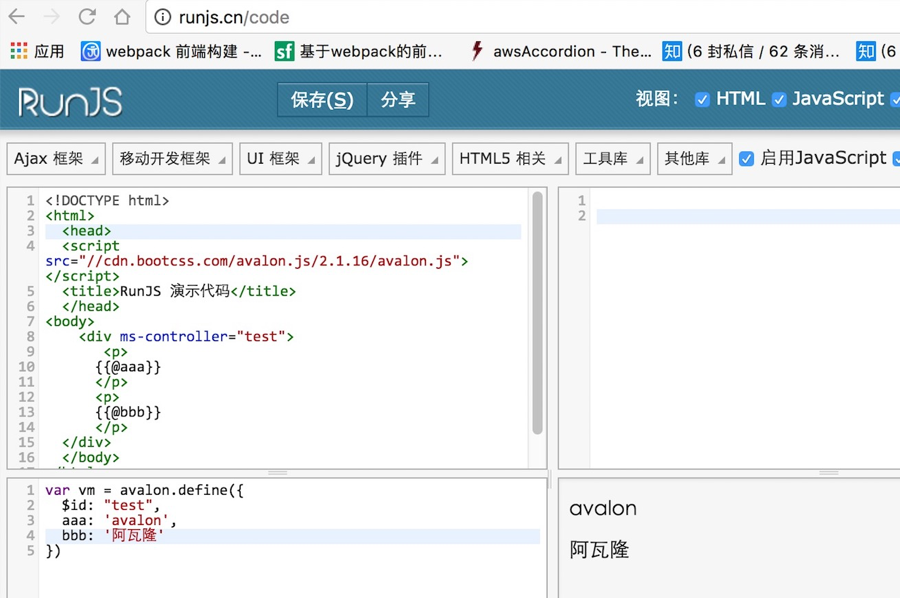 runjs.cn/code
应用 webpack 前端构建 -... sf 基于webpack的前... awsAccordion - The... 知 (6 封私信 / 62 条消... 知 (6
RunJS 保存(S) 分享 视图: HTML JavaScript
Ajax 框架 移动开发框架 UI 框架 jQuery 插件 HTML5 相关 工具库 其他库 启用JavaScript
1 <!DOCTYPE html>
2 <html>
3 <head>
4 <script
src="//cdn.bootcss.com/avalon.js/2.1.16/avalon.js">
</script>
5 <title>RunJS 演示代码</title>
6 </head>
7 <body>
8 <div ms-controller="test">
9 <p>
10 {{@aaa}}
11 </p>
12 <p>
13 {{@bbb}}
14 </p>
15 </div>
16 </body>
1
2
1 var vm = avalon.define({
2 $id: "test",
3 aaa: 'avalon',
4 bbb: '阿瓦隆'
5 })
avalon
阿瓦隆